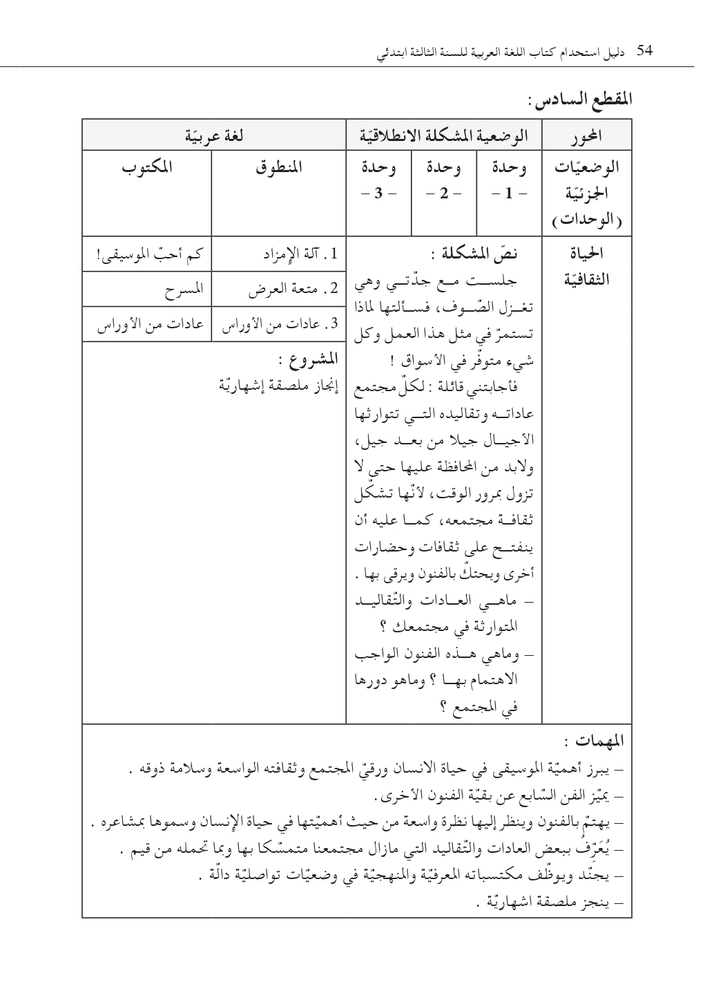 54 دليل استخدام كتاب اللغة العربية للسنة الثالثة ابتدئي
المقطع السادس :
المحور
الوضعية المشكلة الانطلاقيّة
لغة عربيّة
الوضعيّات
الجزئيّة
(الوحدات)
وحدة
– 1 –
وحدة
– 2 –
وحدة
– 3 –
المنطوق
المكتوب
الحياة
الثقافيّة
نصّ المشكلة :
جلست مع جدّتي وهي
تغزل الصّوف، فسألتها لماذا
تستمرّ في مثل هذا العمل وكل
شيء متوفّر في الأسواق !
فأجابتني قائلة : لكلّ مجتمع
عاداته وتقاليده التي تتوارثها
الأجيال جيلا من بعد جيل،
ولابد من المحافظة عليها حتى لا
تزول بمرور الوقت، لأنّها تشكّل
ثقافة مجتمعه، كما عليه أن
ينفتح على ثقافات وحضارات
أخرى ويحتكّ بالفنون ويرقى بها .
– ماهي العادات والتّقاليد
المتوارثة في مجتمعك ؟
– وماهي هذه الفنون الواجب
الاهتمام بها ؟ وماهو دورها
في المجتمع ؟
1. آلة الإمزاد
كم أحبّ الموسيقى!
2. متعة العرض
المسرح
3. عادات من الأوراس
عادات من الأوراس
المشروع :
إنجاز ملصقة إشهاريّة
المهمات :
– يبرز أهميّة الموسيقى في حياة الانسان ورقيّ المجتمع وثقافته الواسعة وسلامة ذوقه .
– يميّز الفن السّابع عن بقيّة الفنون الأخرى.
– يهتمّ بالفنون وينظر إليها نظرة واسعة من حيث أهميّتها في حياة الإنسان وسموها بمشاعره .
– يُعَرِّفُ ببعض العادات والتّقاليد التي مازال مجتمعنا متمسّكا بها وبما تحمله من قيم .
– يجنّد ويوظّف مكتسباته المعرفيّة والمنهجيّة في وضعيّات تواصليّة دالّة .
– ينجز ملصقة اشهاريّة .